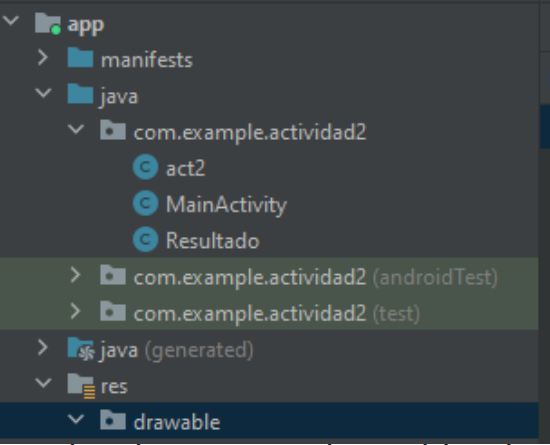 app
manifests
java
com.example.actividad2
act2
MainActivity
Resultado
com.example.actividad2 (androidTest)
com.example.actividad2 (test)
java (generated)
res
drawable